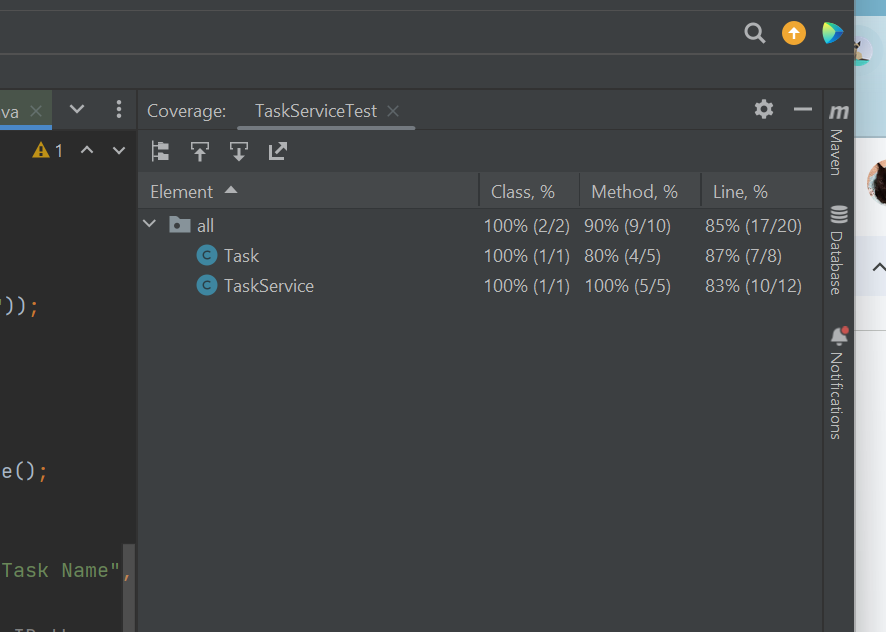 va
Coverage: TaskServiceTest
1
Element Class, % Method, % Line, %
all 100% (2/2) 90% (9/10) 85% (17/20)
C Task 100% (1/1) 80% (4/5) 87% (7/8)
C TaskService 100% (1/1) 100% (5/5) 83% (10/12)
"));
e();
Task Name",
m Maven
Database
Notifications